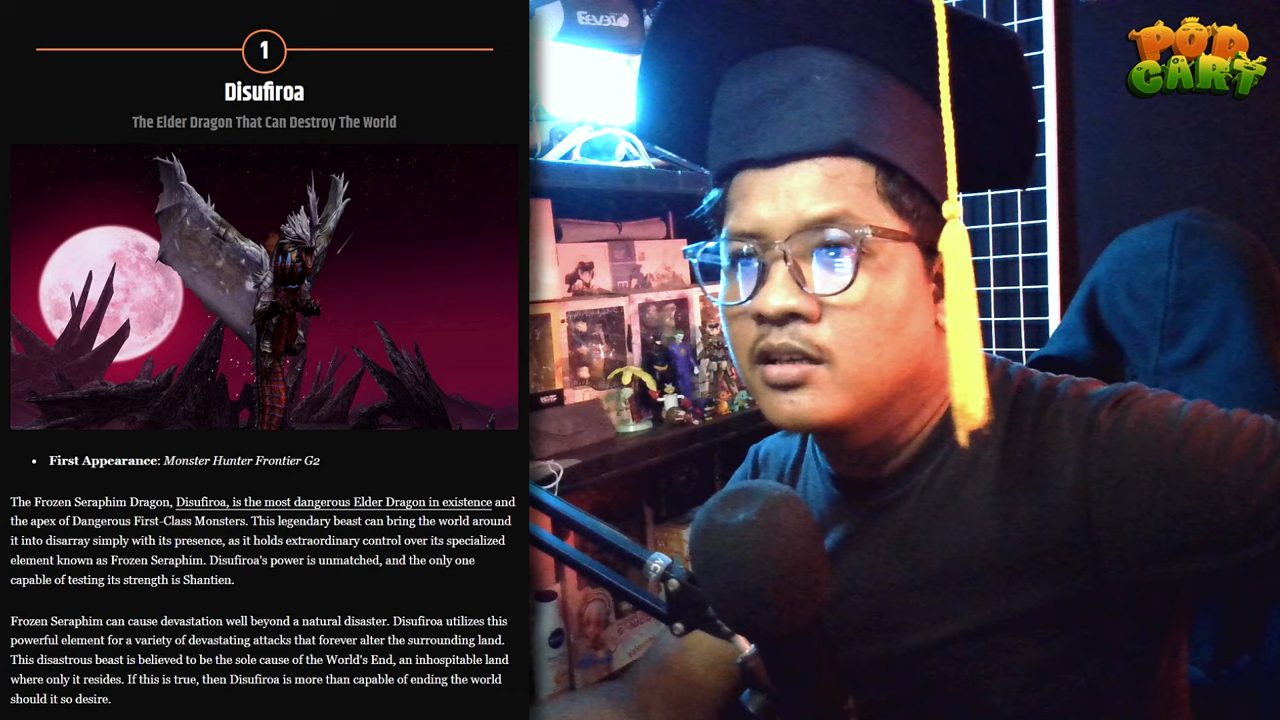 1
Disufiroa
The Elder Dragon That Can Destroy The World
• First Appearance: Monster Hunter Frontier G2
The Frozen Seraphim Dragon, Disufiroa, is the most dangerous Elder Dragon in existence and
the apex of Dangerous First-Class Monsters. This legendary beast can bring the world around
it into disarray simply with its presence, as it holds extraordinary control over its specialized
element known as Frozen Seraphim. Disufiroa's power is unmatched, and the only one
capable of testing its strength is Shantien.
Frozen Seraphim can cause devastation well beyond a natural disaster. Disufiroa utilizes this
powerful element for a variety of devastating attacks that forever alter the surrounding land.
This disastrous beast is believed to be the sole cause of the World's End, an inhospitable land
where only it resides. If this is true, then Disufiroa is more than capable of ending the world
should it so desire.
POD
CART